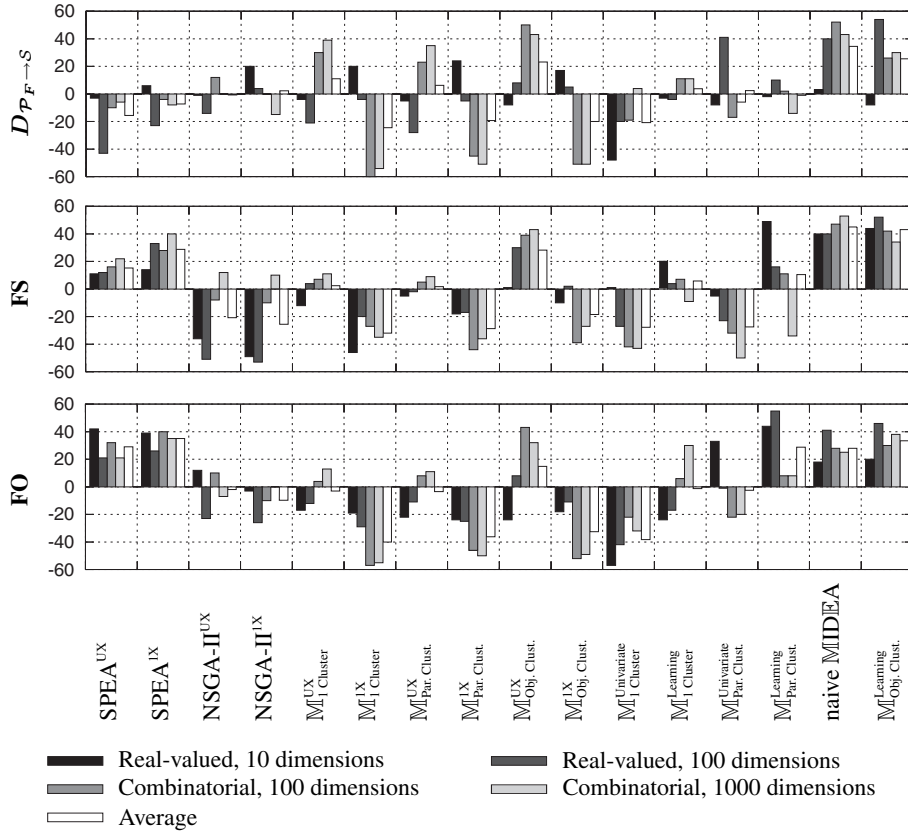 60
40
20
0
-20
-40
-60
D_{𝒫_F→𝒮}
60
40
20
0
-20
-40
-60
FS
60
40
20
0
-20
-40
-60
FO
SPEA^UX
SPEA^1X
NSGA-II^UX
NSGA-II^1X
𝕄^UX_1 Cluster
𝕄^1X_1 Cluster
𝕄^UX_Par. Clust.
𝕄^1X_Par. Clust.
𝕄^UX_Obj. Clust.
𝕄^1X_Obj. Clust.
𝕄^Univariate_1 Cluster
𝕄^Learning_1 Cluster
𝕄^Univariate_Par. Clust.
𝕄^Learning_Par. Clust.
naive 𝕄ID𝔼A
𝕄^Learning_Obj. Clust.
Real-valued, 10 dimensions
Real-valued, 100 dimensions
Combinatorial, 100 dimensions
Combinatorial, 1000 dimensions
Average